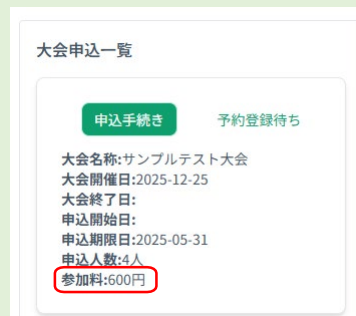 大会申込一覧
申込手続き 予約登録待ち
大会名称:サンプルテスト大会
大会開催日:2025-12-25
大会終了日:
申込開始日:
申込期限日:2025-05-31
申込人数:4人
参加料:600円